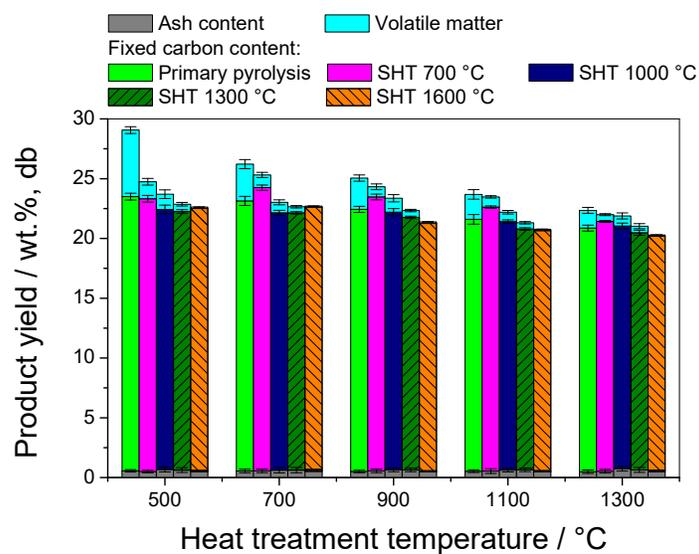 Ash content Volatile matter
Fixed carbon content:
Primary pyrolysis SHT 700 °C SHT 1000 °C
SHT 1300 °C SHT 1600 °C
30
25
20
15
10
5
0
Product yield / wt.%, db
500 700 900 1100 1300
Heat treatment temperature / °C